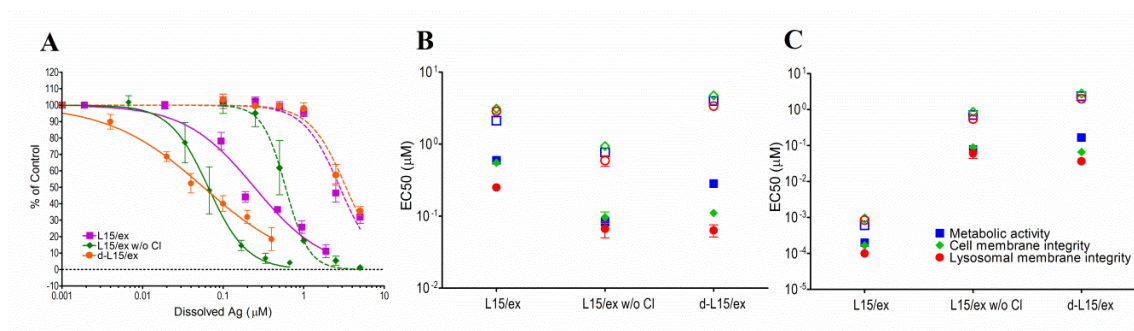 A
% of Control
120
110
100
90
80
70
60
50
40
30
20
10
0
-10
L15/ex
L15/ex w/o Cl
d-L15/ex
0.001
0.01
0.1
1
10
Dissolved Ag (μM)
B
EC50 (μM)
10^1
10^0
10^-1
10^-2
L15/ex
L15/ex w/o Cl
d-L15/ex
C
EC50 (μM)
10^1
10^0
10^-1
10^-2
10^-3
10^-4
10^-5
Metabolic activity
Cell membrane integrity
Lysosomal membrane integrity
L15/ex
L15/ex w/o Cl
d-L15/ex